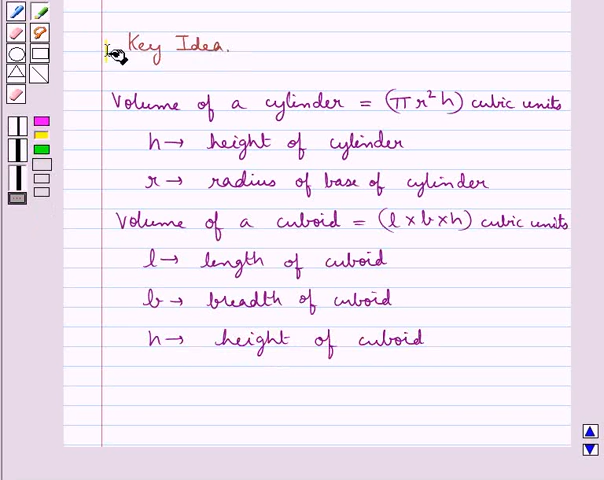 Key Idea.
Volume of a cylinder = (πr²h) cubic units
h→ height of cylinder
r→ radius of base of cylinder
Volume of a cuboid = (l×b×h) cubic units
l→ length of cuboid
b→ breadth of cuboid
h→ height of cuboid